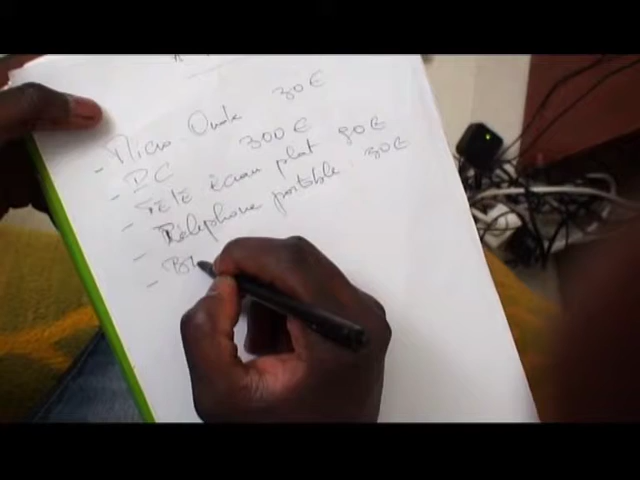 - Micro Onde 30€
- PC 300€
- TÉLÉ écran plat 80€
- Téléphone portable 30€
-